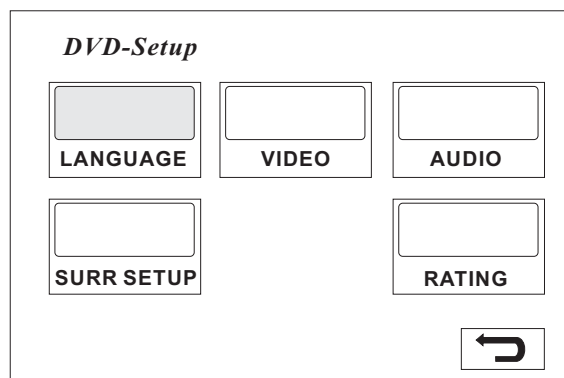 DVD-Setup
LANGUAGE
VIDEO
AUDIO
SURR SETUP
RATING